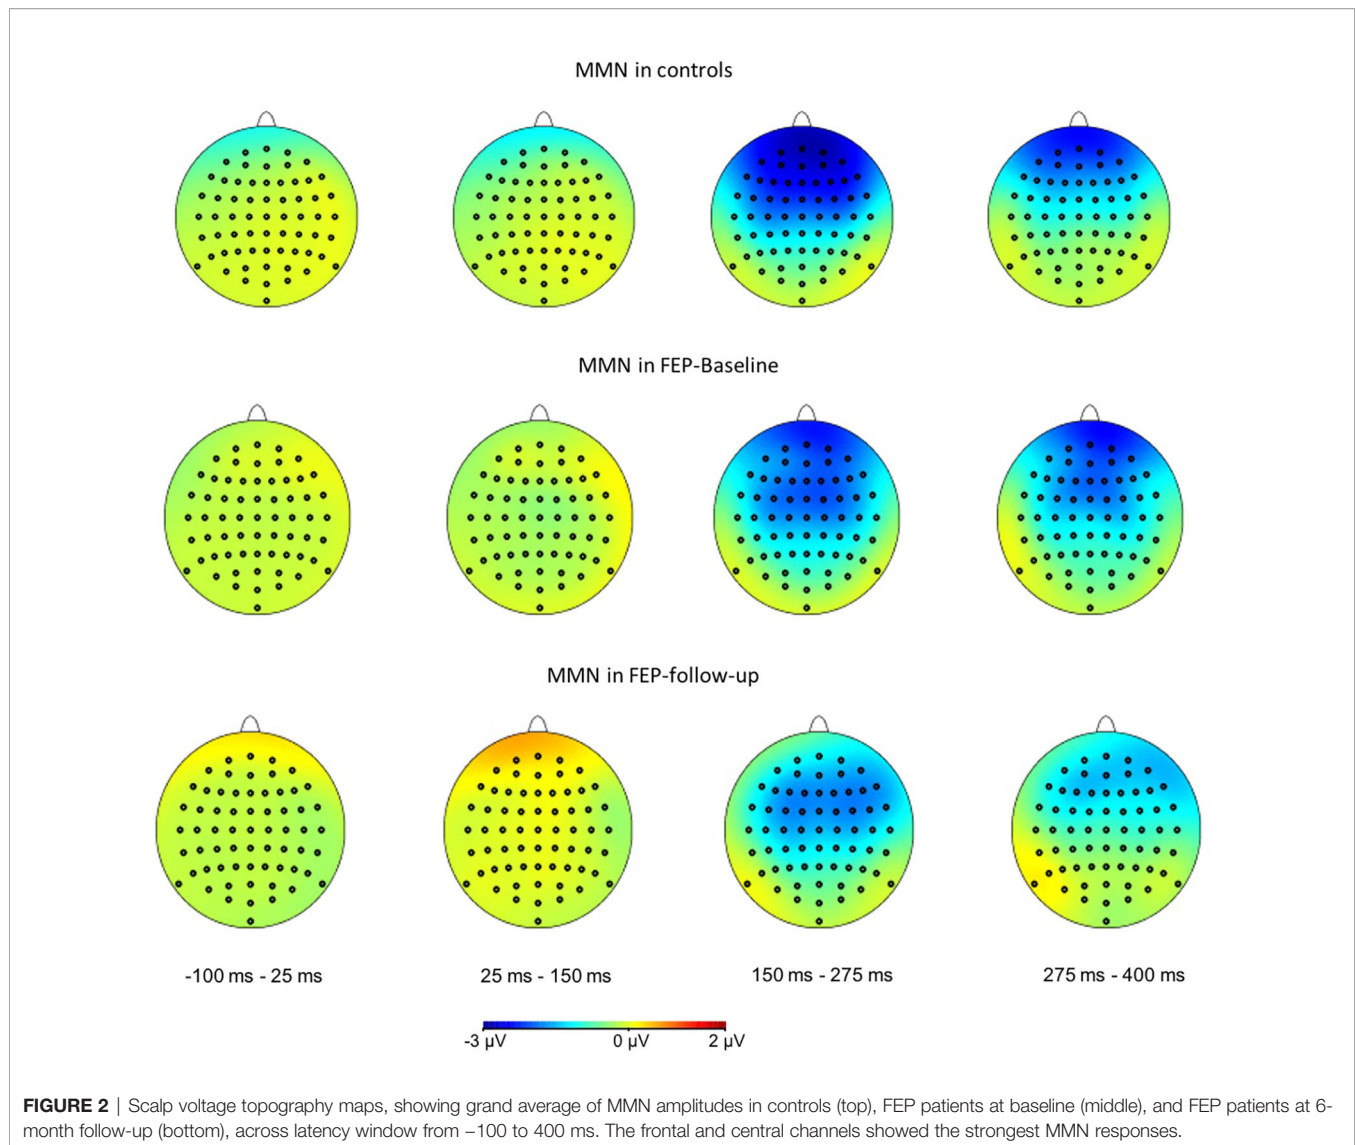 MMN in controls
MMN in FEP-Baseline
MMN in FEP-follow-up
-100 ms - 25 ms 25 ms - 150 ms 150 ms - 275 ms 275 ms - 400 ms
-3 µV 0 µV 2 µV
FIGURE 2 | Scalp voltage topography maps, showing grand average of MMN amplitudes in controls (top), FEP patients at baseline (middle), and FEP patients at 6-
month follow-up (bottom), across latency window from −100 to 400 ms. The frontal and central channels showed the strongest MMN responses.